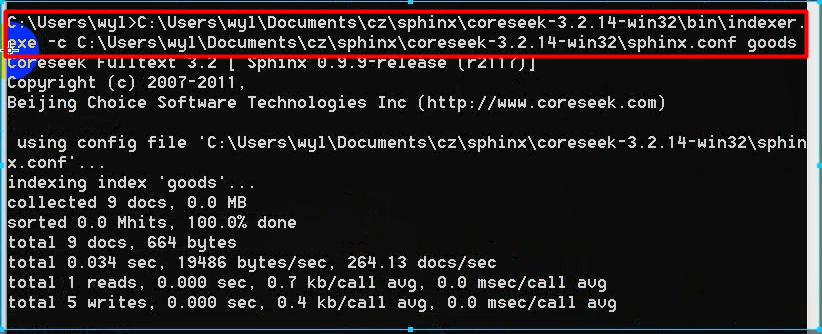 C:\Users\wyl>C:\Users\wyl\Documents\cz\sphinx\coreseek-3.2.14-win32\bin\indexer.
exe -c C:\Users\wyl\Documents\cz\sphinx\coreseek-3.2.14-win32\sphinx.conf goods
Coreseek Fulltext 3.2 [ Sphinx 0.9.9-release (r2117)]
Copyright (c) 2007-2011,
Beijing Choice Software Technologies Inc (http://www.coreseek.com)
using config file 'C:\Users\wyl\Documents\cz\sphinx\coreseek-3.2.14-win32\sphin
x.conf'...
indexing index 'goods'...
collected 9 docs, 0.0 MB
sorted 0.0 Mhits, 100.0% done
total 9 docs, 664 bytes
total 0.034 sec, 19486 bytes/sec, 264.13 docs/sec
total 1 reads, 0.000 sec, 0.7 kb/call avg, 0.0 msec/call avg
total 5 writes, 0.000 sec, 0.4 kb/call avg, 0.0 msec/call avg